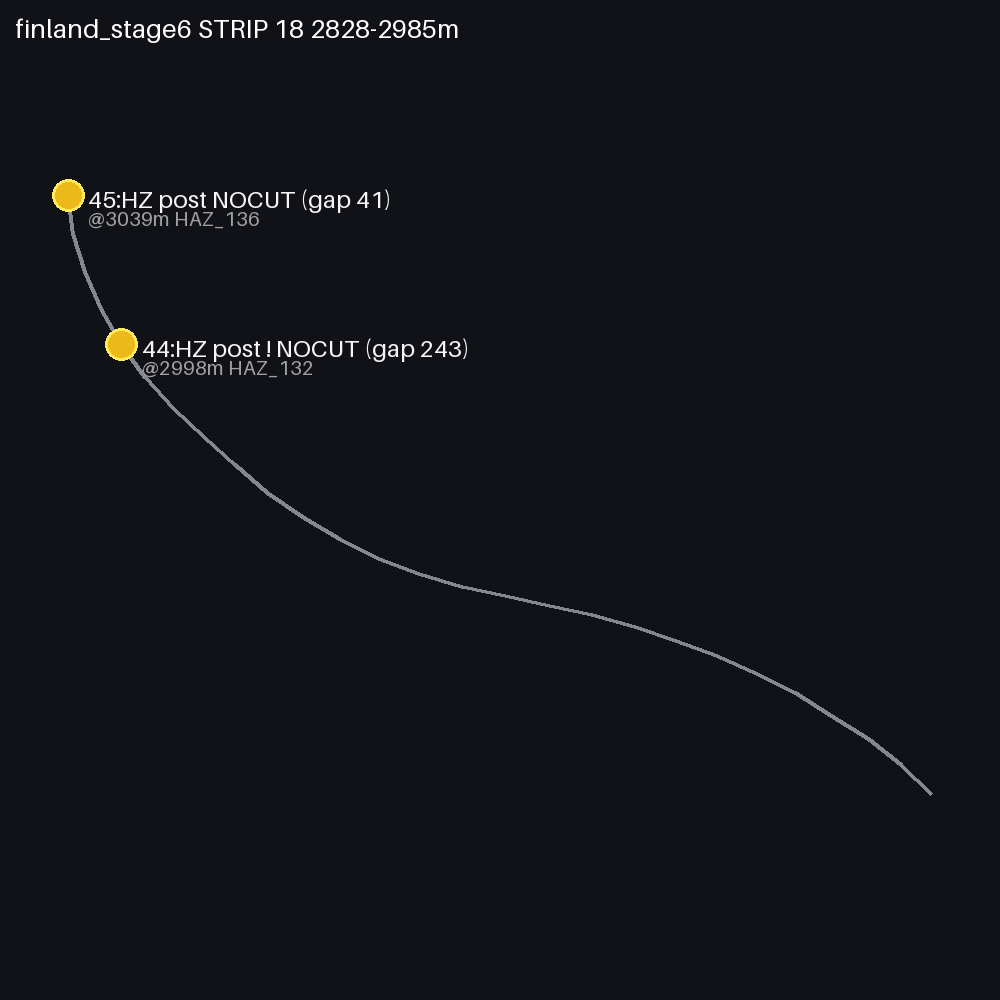 finland_stage6 STRIP 18 2828-2985m
45:HZ post NOCUT (gap 41)
@3039m HAZ_136
44:HZ post ! NOCUT (gap 243)
@2998m HAZ_132